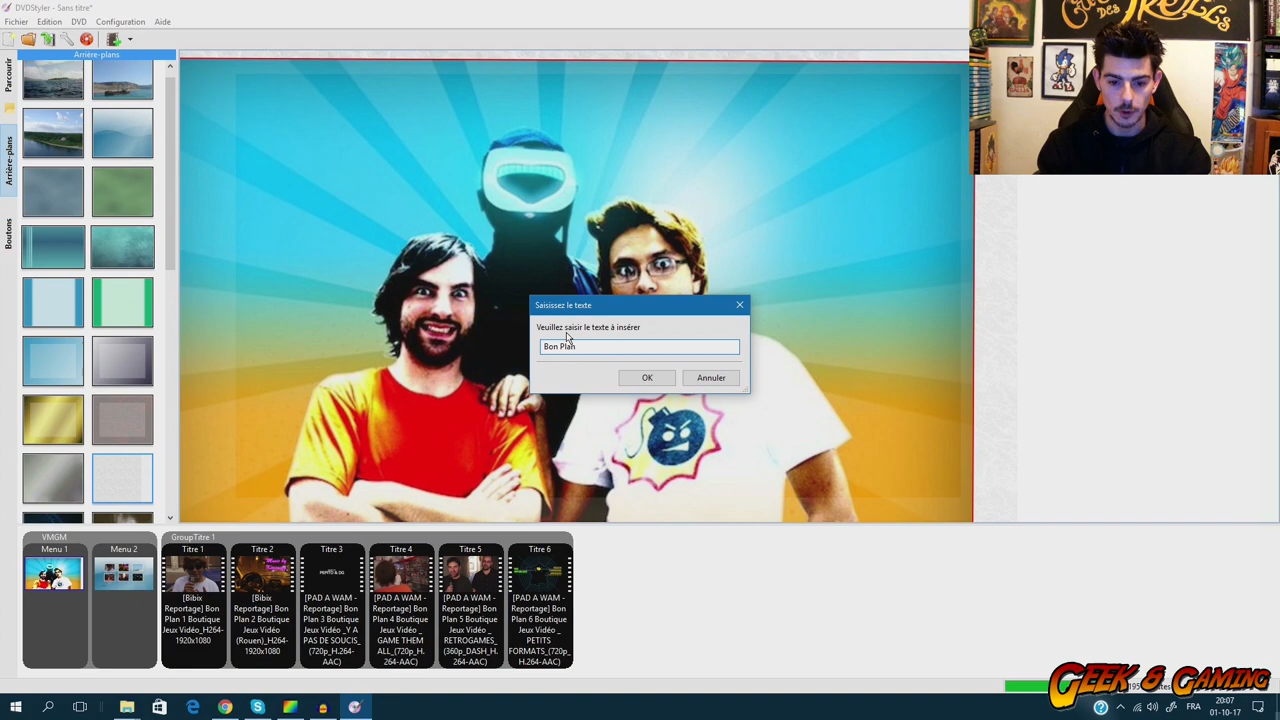 DVDStyler - Sans titre*
Fichier Edition DVD Configuration Aide
Arrière-plans
Parcourir
Arrière-plans
Boutons
DES TROLLS
Saisissez le texte
Veuillez saisir le texte à insérer
Bon Plan
OK Annuler
VMGM
Menu 1 Menu 2
GroupTitre 1
Titre 1
[Bibix
Reportage] Bon
Plan 1 Boutique
Jeux Vidéo_H264-
1920x1080
Titre 2
[Bibix
Reportage] Bon
Plan 2 Boutique
Jeux Vidéo
(Rouen)_H264-
1920x1080
Titre 3
[PAD A WAM -
Reportage] Bon
Plan 3 Boutique
Jeux Vidéo _Y A
PAS DE SOUCIS_
(720p_H.264-
AAC)
Titre 4
[PAD A WAM -
Reportage] Bon
Plan 4 Boutique
Jeux Vidéo _
GAME THEM
ALL_(720p_H.
264-AAC)
Titre 5
[PAD A WAM -
Reportage] Bon
Plan 5 Boutique
Jeux Vidéo _
RETROGAMES_
(360p_DASH_H.
264-AAC)
Titre 6
[PAD A WAM -
Reportage] Bon
Plan 6 Boutique
Jeux Vidéo _
PETITS
FORMATS_(720p_
H.264-AAC)
GEEK & GAMING
FRA
20:07
01-10-17